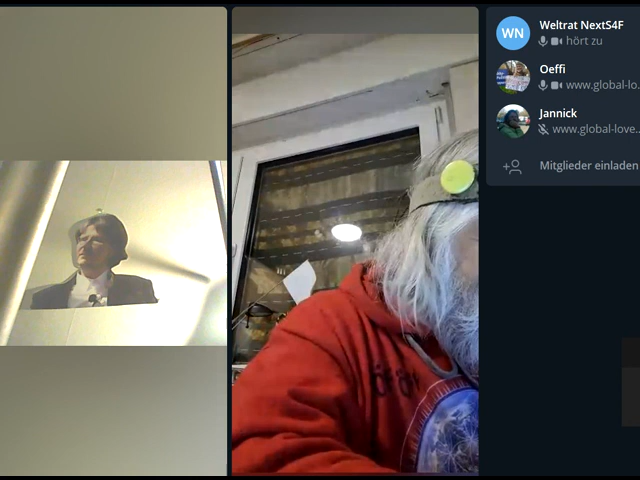 WN
Weltrat NextS4F
hört zu
Oeffi
www.global-lo...
Jannick
www.global-love...
Mitglieder einladen